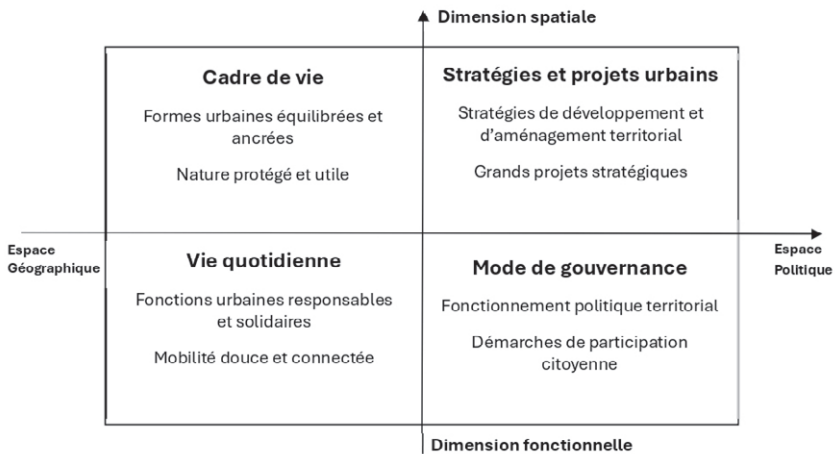 Dimension spatiale
Cadre de vie
Formes urbaines équilibrées et
ancrées
Nature protégé et utile
Stratégies et projets urbains
Stratégies de développement et
d'aménagement territorial
Grands projets stratégiques
Espace
Géographique
Espace
Politique
Vie quotidienne
Fonctions urbaines responsables
et solidaires
Mobilité douce et connectée
Mode de gouvernance
Fonctionnement politique territorial
Démarches de participation
citoyenne
Dimension fonctionnelle